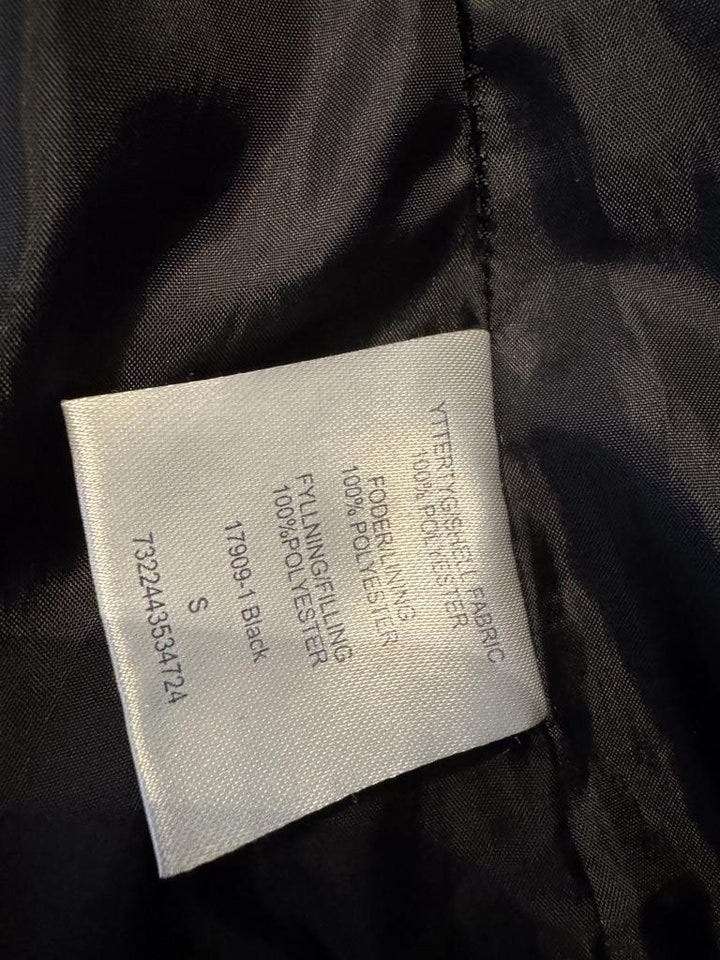 YTTERTYG/SHELL FABRIC
100% POLYESTER
FODER/LINING
100% POLYESTER
FYLLNING/FILLING
100%POLYESTER
17909-1 Black
S
7322443534724